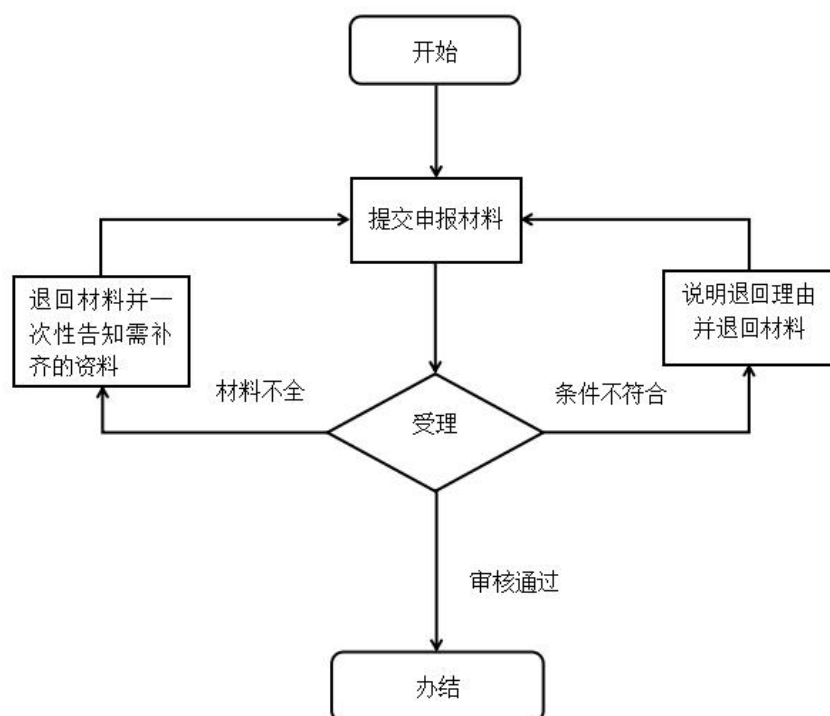 开始
提交申报材料
退回材料并一
次性告知需补
齐的资料
说明退回理由
并退回材料
材料不全
条件不符合
受理
审核通过
办结